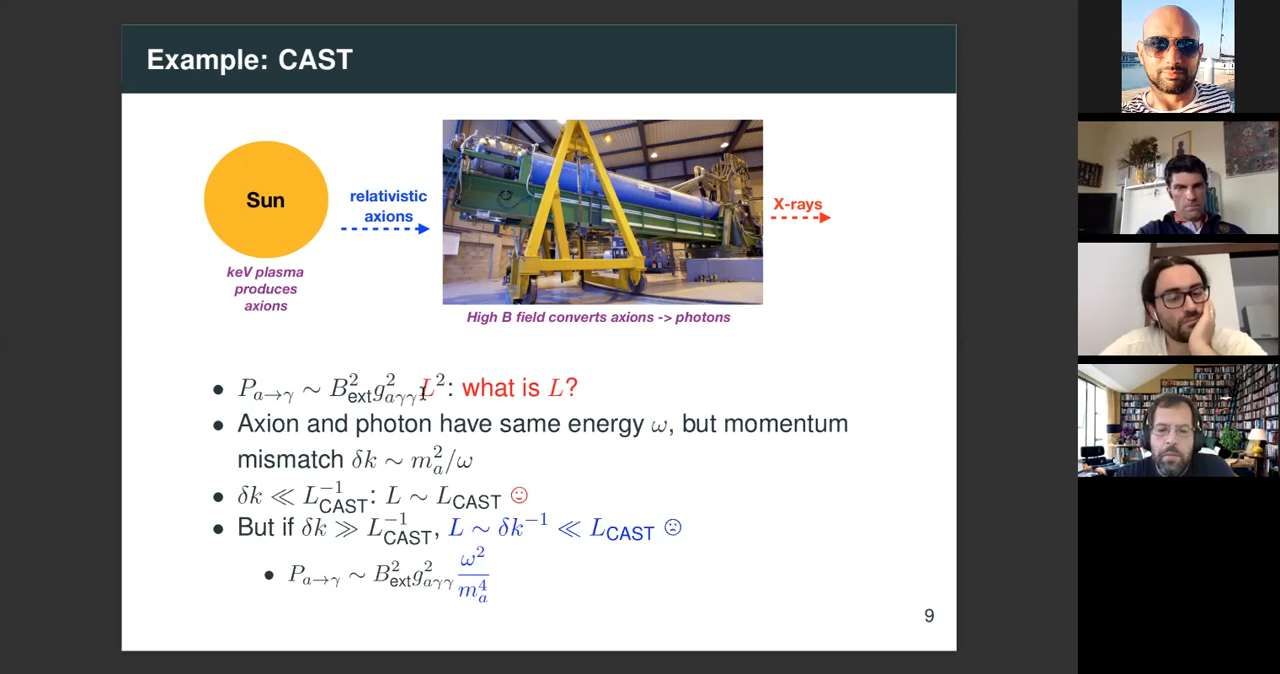 Example: CAST
Sun
relativistic
axions
X-rays
keV plasma
produces
axions
High B field converts axions -> photons
• P_{a→γ} ∼ B²_ext g²_{aγγ} L²: what is L?
• Axion and photon have same energy ω, but momentum
mismatch δk ∼ m_a²/ω
• δk ≪ L⁻¹_CAST: L ∼ L_CAST ☺
• But if δk ≫ L⁻¹_CAST, L ∼ δk⁻¹ ≪ L_CAST ☹
• P_{a→γ} ∼ B²_ext g²_{aγγ} ω²/m_a⁴
9